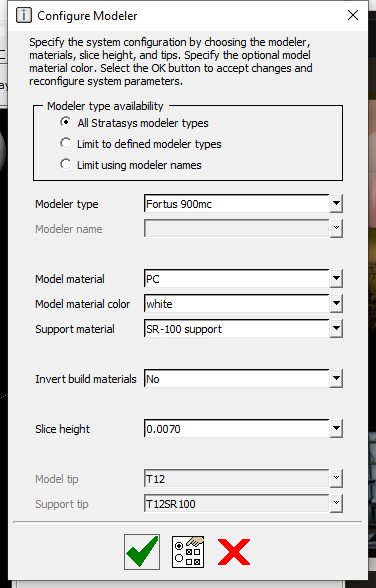 Configure Modeler
Specify the system configuration by choosing the modeler,
materials, slice height, and tips. Specify the optional model
material color. Select the OK button to accept changes and
reconfigure system parameters.
Modeler type availability
All Stratasys modeler types
Limit to defined modeler types
Limit using modeler names
Modeler type Fortus 900mc
Modeler name
Model material PC
Model material color white
Support material SR-100 support
Invert build materials No
Slice height 0.0070
Model tip T12
Support tip T12SR100